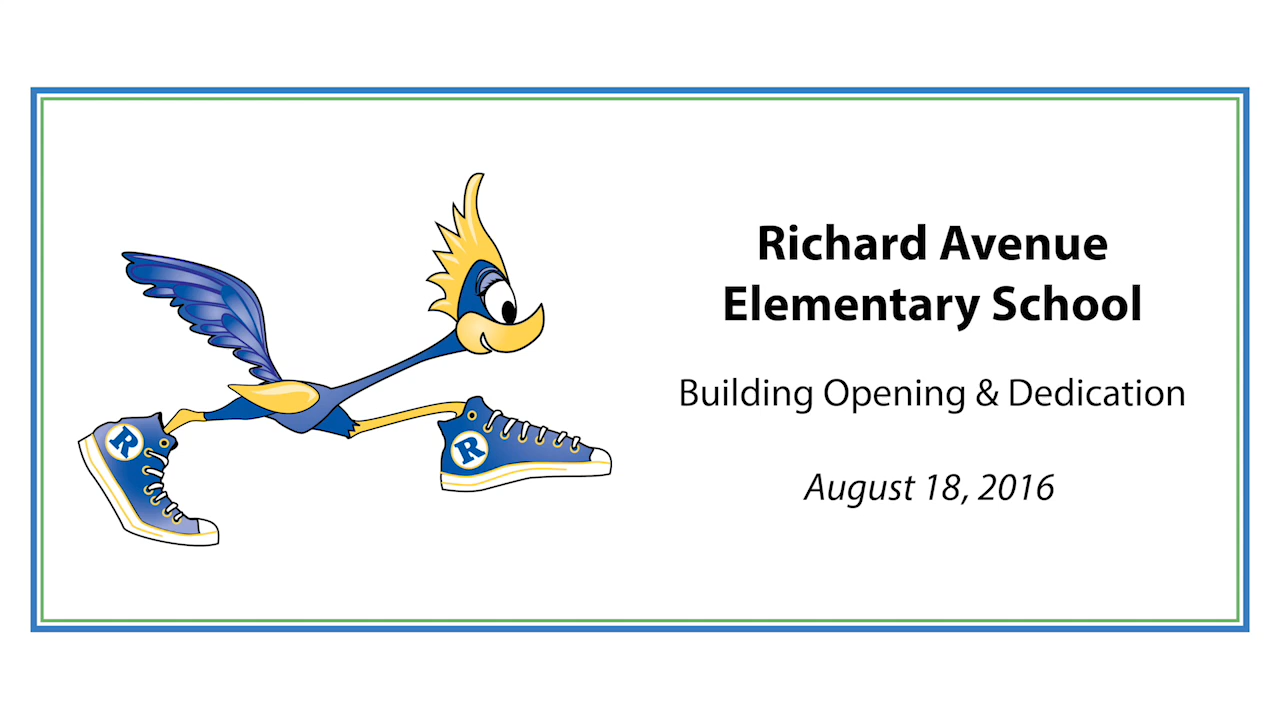 Richard Avenue
Elementary School
Building Opening & Dedication
August 18, 2016
R
R